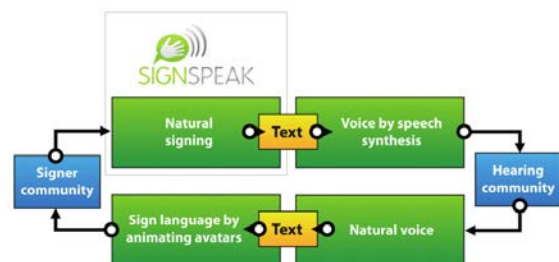 SIGNSPEAK
Natural
signing
Text
Voice by speech
synthesis
Signer
community
Hearing
community
Sign language by
animating avatars
Text
Natural voice